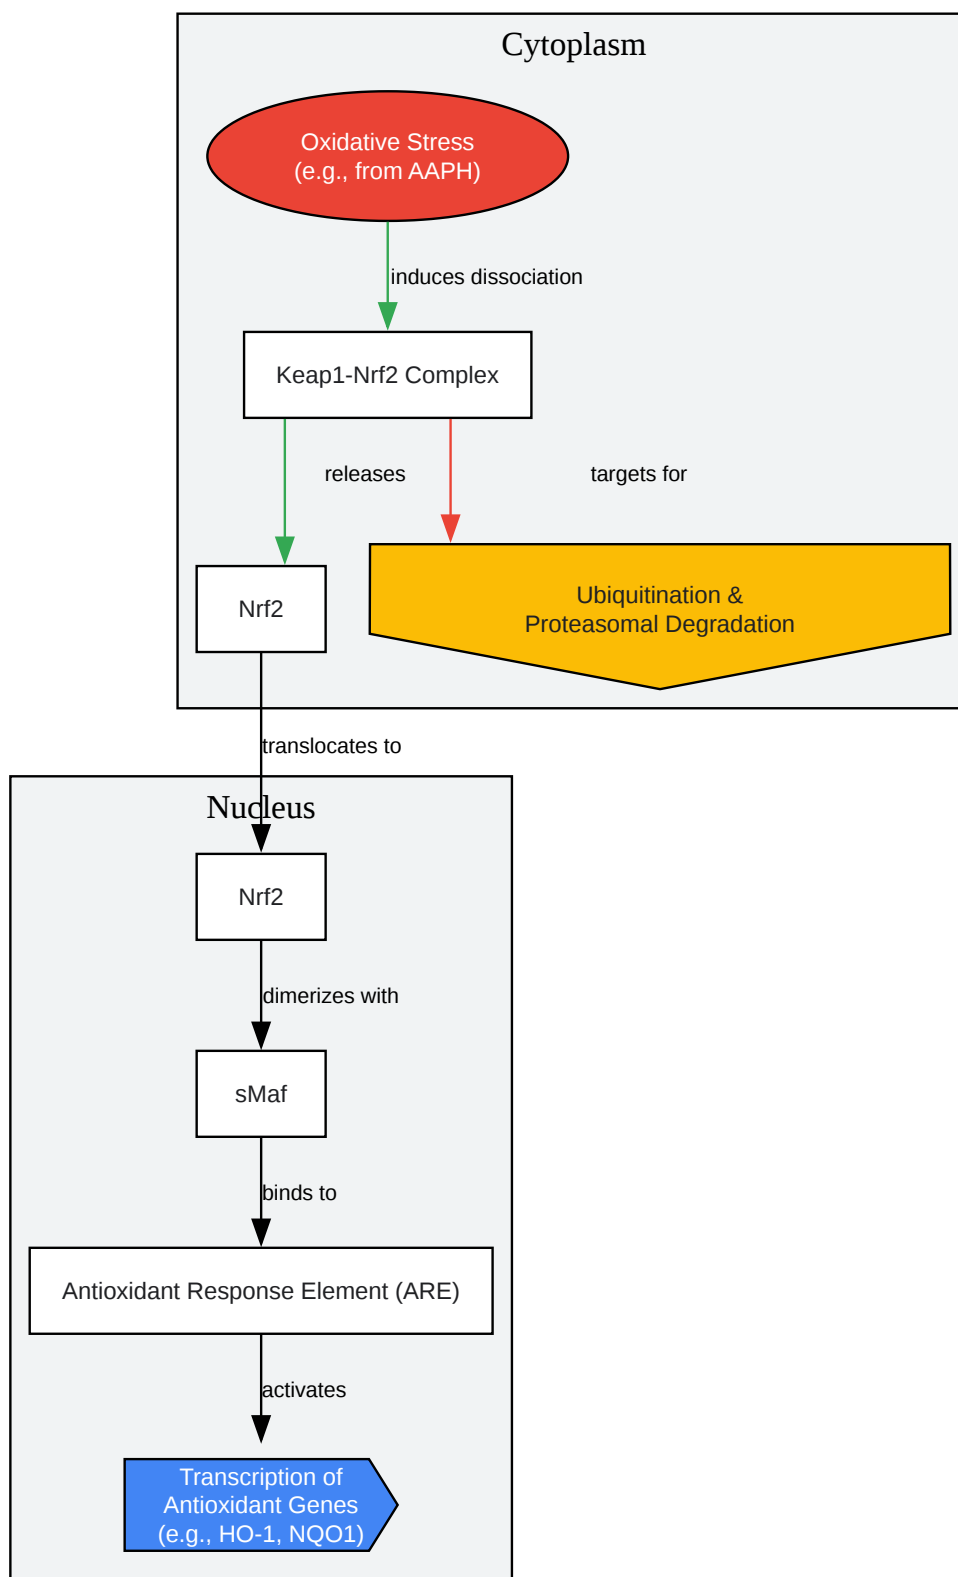 Cytoplasm
Oxidative Stress
(e.g., from AAPH)
induces dissociation
Keap1-Nrf2 Complex
releases
targets for
Nrf2
Ubiquitination &
Proteasomal Degradation
translocates to
Nucleus
Nrf2
dimerizes with
sMaf
binds to
Antioxidant Response Element (ARE)
activates
Transcription of
Antioxidant Genes
(e.g., HO-1, NQO1)